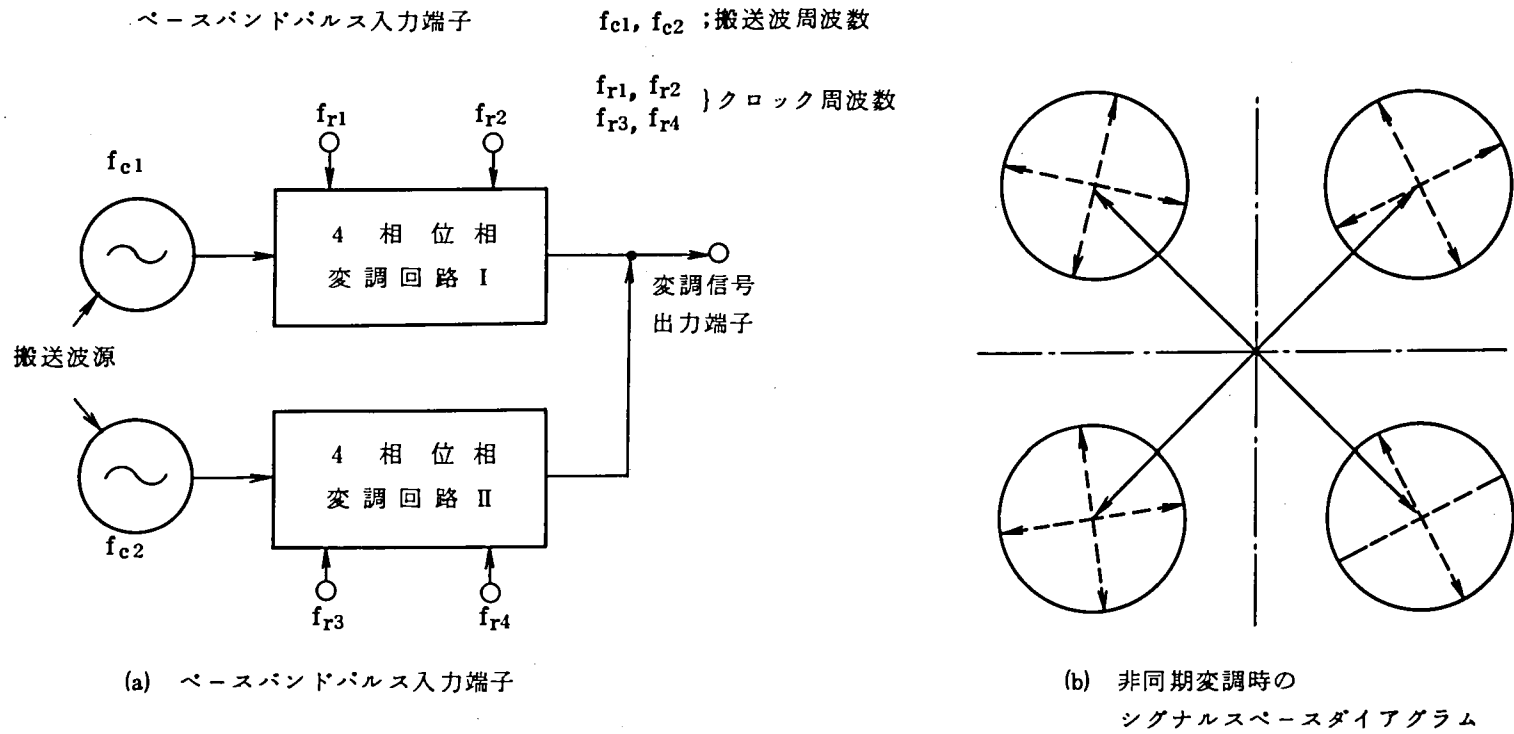 ベースバンドパルス入力端子
fc1, fc2 ;搬送波周波数
fr1, fr2
fr3, fr4
}クロック周波数
fr1
fr2
fc1
4 相 位 相
変 調 回 路 I
変調信号
出力端子
搬送波源
4 相 位 相
変 調 回 路 II
fc2
fr3
fr4
(a) ベースバンドパルス入力端子
(b) 非同期変調時の
シグナルスペースダイアグラム